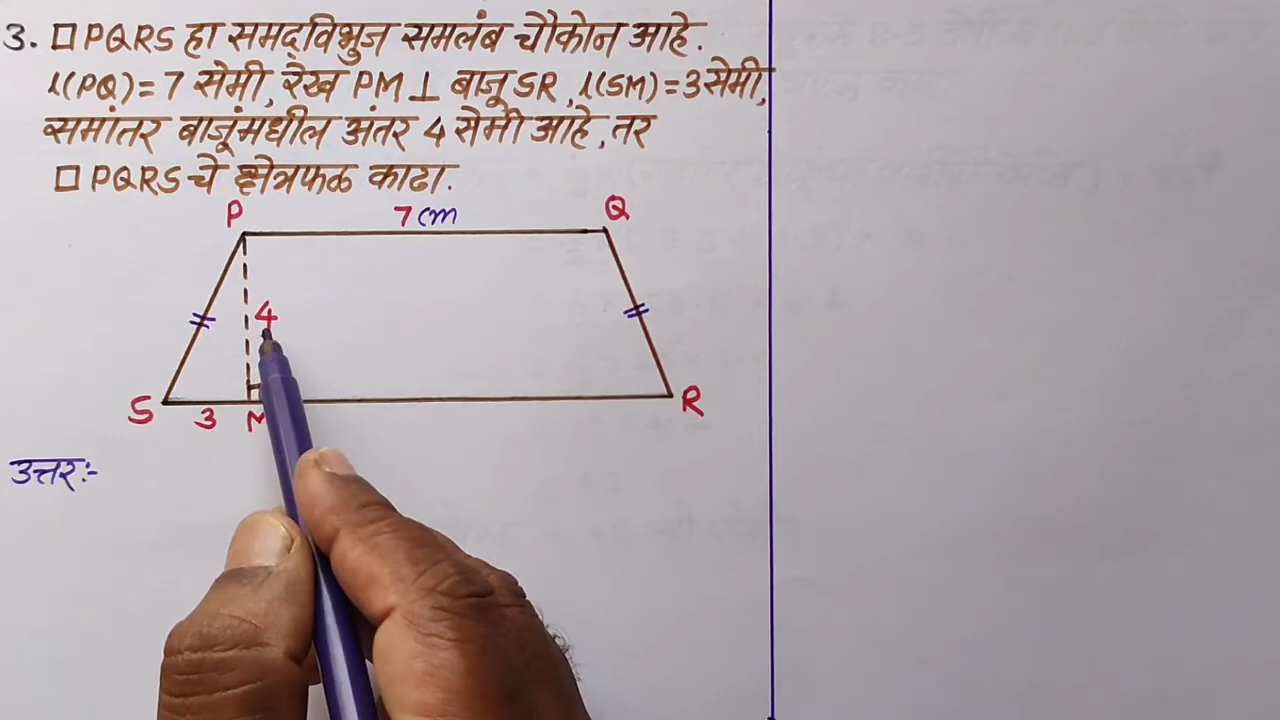 3. □PQRS हा समद्विभुज समलंब चौकोन आहे.
l(PQ)= 7 सेमी, रेख PM ⊥ बाजू SR, l(SM)= 3 सेमी,
समांतर बाजूंमधील अंतर 4 सेमी आहे, तर
□PQRS चे क्षेत्रफळ काढा.
P 7 cm Q
4
S 3 M R
उत्तर:-